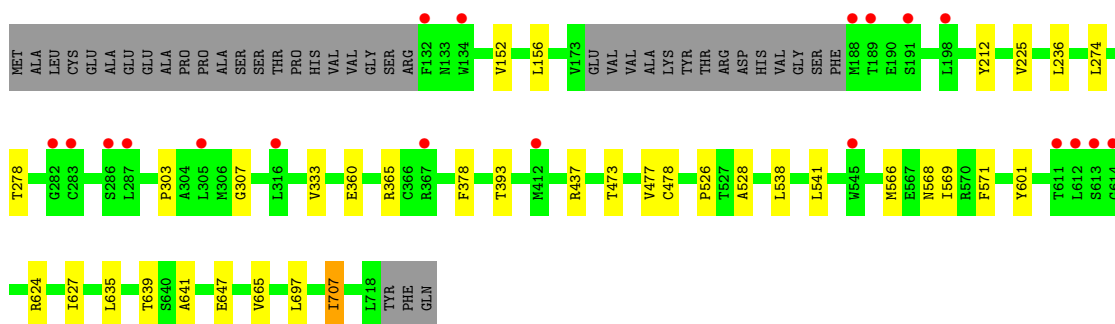 MET ALA LEU CYS GLU ALA GLU GLU ALA PRO PRO ALA SER SER THR PRO HIS VAL VAL GLY SER ARG F132 N133 W134 V152 L156 V173 GLU VAL VAL ALA LYS TYR THR ARG ASP HIS VAL GLY SER PHE M188 T189 E190 S191 L198 Y212 V225 L236 L274
T278 G282 C283 S286 L287 P303 A304 L305 M306 G307 L316 V333 E360 R365 C366 R367 F378 T393 M412 R437 T473 V477 C478 P526 T527 A528 L538 L541 W545 M566 E567 N568 I569 R570 F571 Y601 T611 L612 S613 G614
R624 I627 L635 T639 S640 A641 E647 V665 L697 I707 L718 TYR PHE GLN